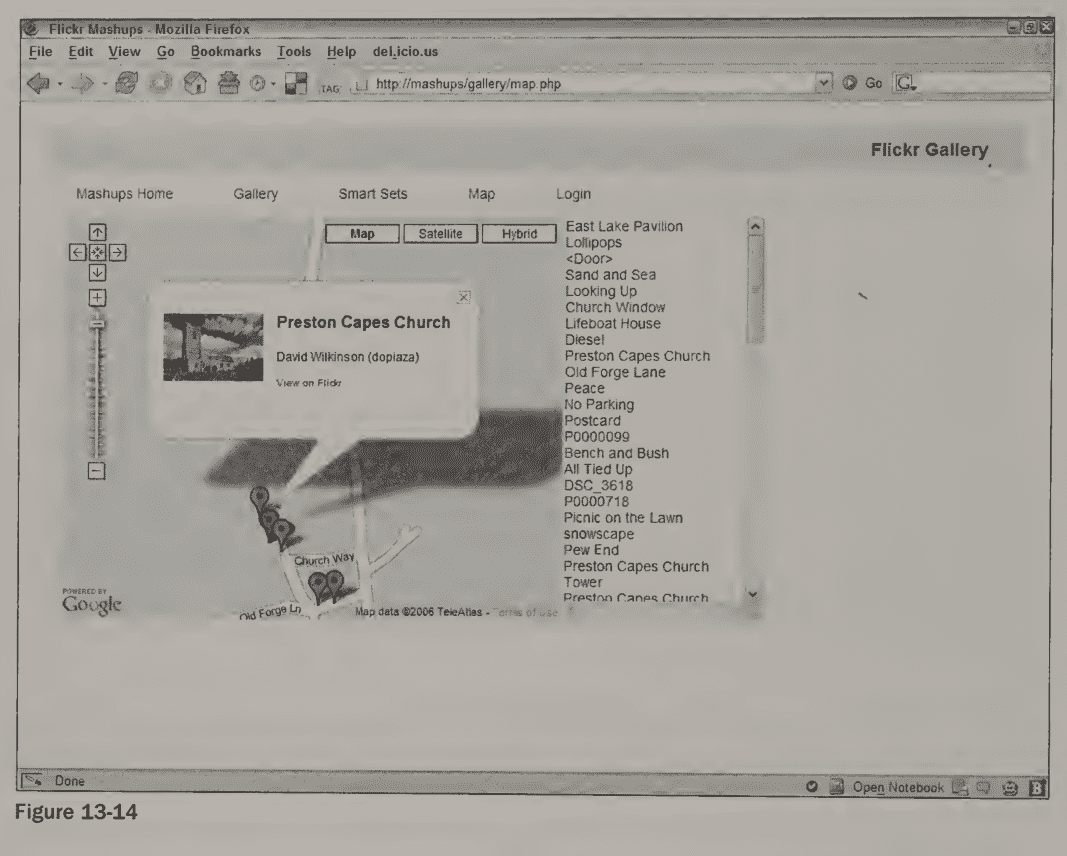 Flickr Mashups - Mozilla Firefox
File Edit View Go Bookmarks Tools Help del.icio.us
TAG http://mashups/gallery/map.php Go G
Flickr Gallery
Mashups Home Gallery Smart Sets Map Login
Map Satellite Hybrid
Preston Capes Church
David Wilkinson (dopiaza)
View on Flickr
Church Way
Old Forge Ln
POWERED BY
Google
Map data ©2006 TeleAtlas - Terms of Use
East Lake Pavilion
Lollipops
<Door>
Sand and Sea
Looking Up
Church Window
Lifeboat House
Diesel
Preston Capes Church
Old Forge Lane
Peace
No Parking
Postcard
P0000099
Bench and Bush
All Tied Up
DSC_3618
P0000718
Picnic on the Lawn
snowscape
Pew End
Preston Capes Church
Tower
Preston Capes Church
Done
Open Notebook B
Figure 13-14